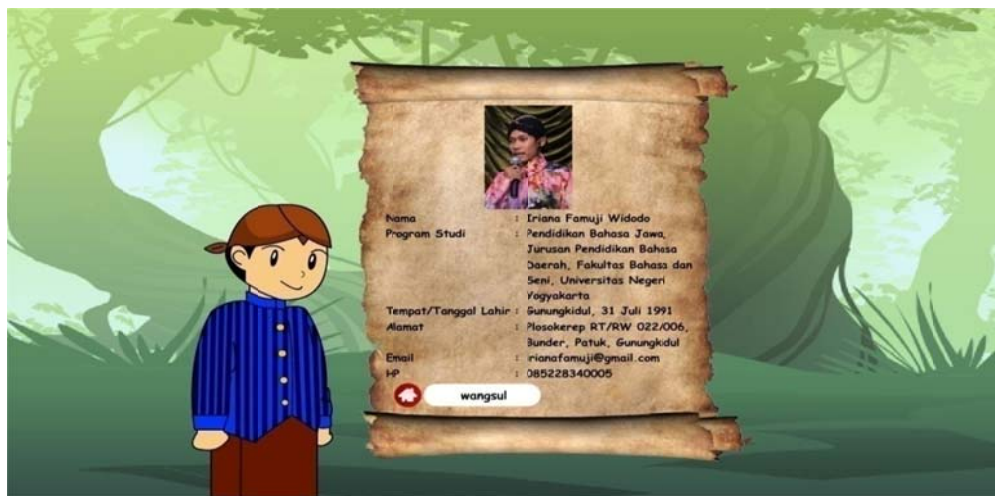 Nama : Iriana Famuji Widodo
Program Studi : Pendidikan Bahasa Jawa,
Jurusan Pendidikan Bahasa
Daerah, Fakultas Bahasa dan
Seni, Universitas Negeri
Yogyakarta
Tempat/Tanggal Lahir : Gunungkidul, 31 Juli 1991
Alamat : Plosokerep RT/RW 022/006,
Bunder, Patuk, Gunungkidul
Email : irianafamuji@gmail.com
HP : 085228340005
wangsul